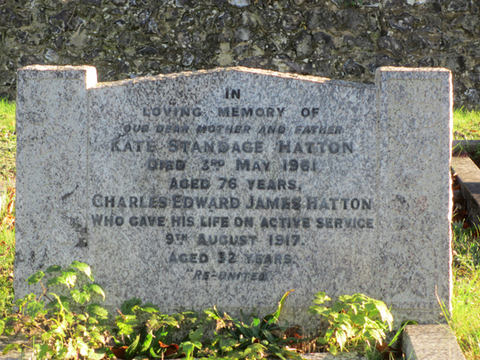 IN
LOVING MEMORY OF
OUR DEAR MOTHER AND FATHER
KATE STANDAGE HATTON
DIED 3RD MAY 1961
AGED 76 YEARS,
CHARLES EDWARD JAMES HATTON
WHO GAVE HIS LIFE ON ACTIVE SERVICE
9TH AUGUST 1917.
AGED 32 YEARS.
"RE-UNITED"